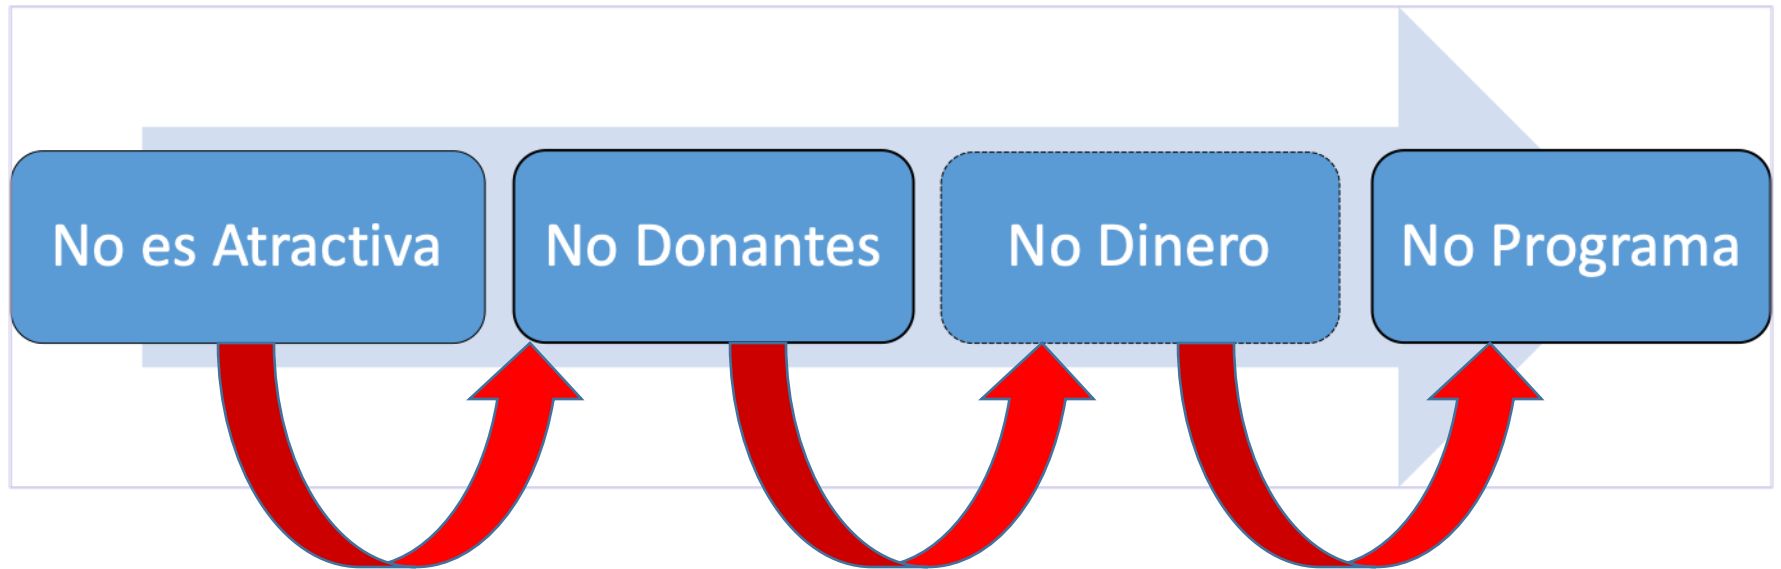 No es Atractiva
No Donantes
No Dinero
No Programa